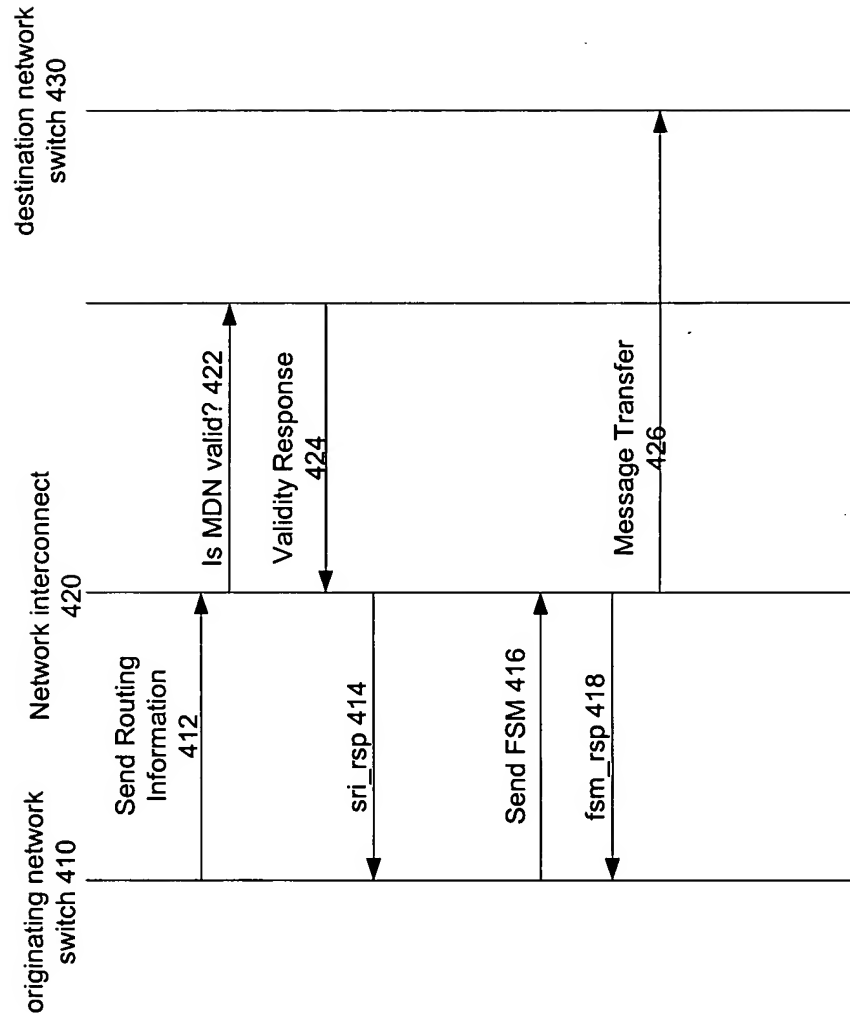 originating network
switch 410
Network interconnect
420
destination network
switch 430
Send Routing
Information
412
Is MDN valid? 422
Validity Response
424
sri_rsp 414
Send FSM 416
fsm_rsp 418
Message Transfer
426